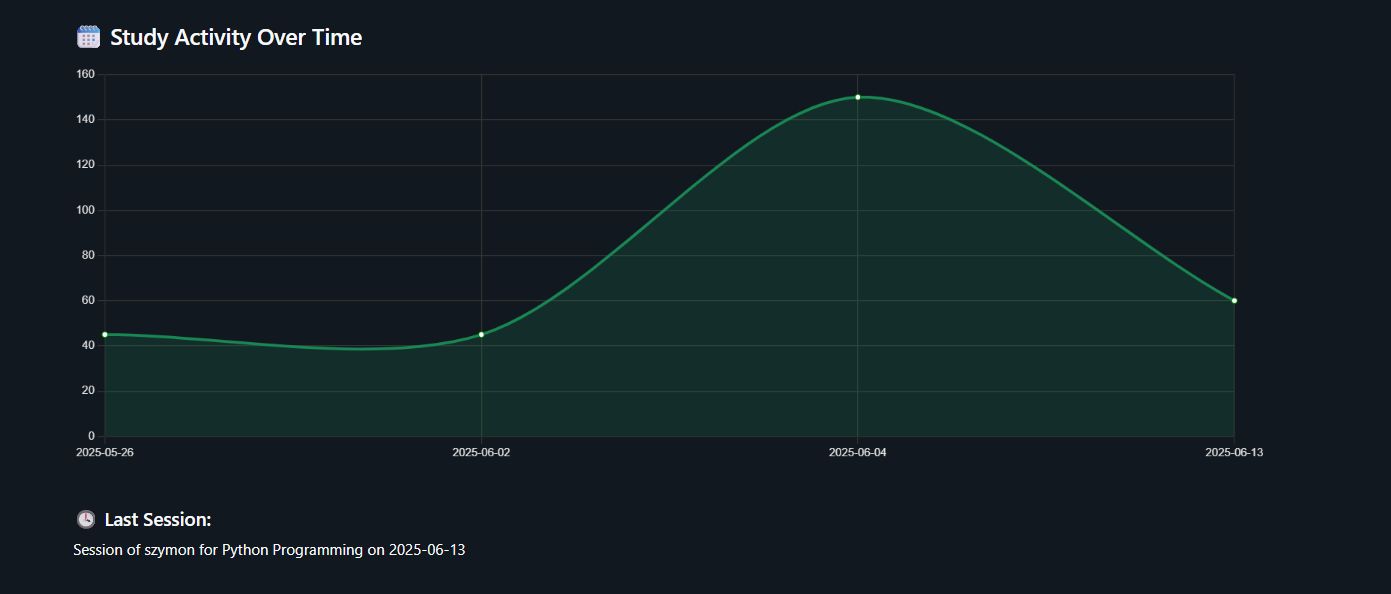 Study Activity Over Time
160
140
120
100
80
60
40
20
0
2025-05-26 2025-06-02 2025-06-04 2025-06-13
Last Session:
Session of szymon for Python Programming on 2025-06-13